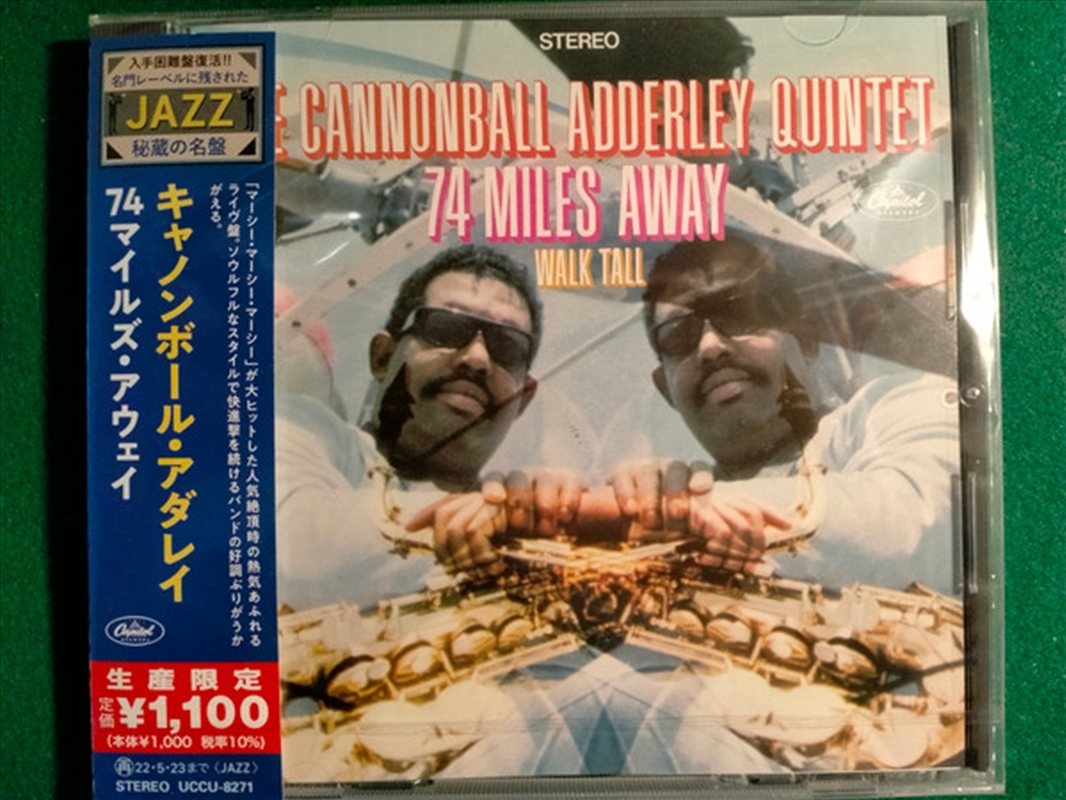 入手困難盤復活!!
名門レーベルに残された
JAZZ
秘蔵の名盤
キャノンボール・アダレイ
74マイルズ・アウェイ
「マーシー・マーシー・マーシー」が大ヒットした人気絶頂時の熱気あふれる
ライヴ盤。ソウルフルなスタイルで快進撃を続けるバンドの好調ぶりがうか
がえる。
Capitol
RECORDS
生産限定
定価¥1,100
(本体¥1,000 税率10%)
再22・5・23まで〈JAZZ〉
STEREO UCCU-8271
STEREO
E CANNONBALL ADDERLEY QUINTET
74 MILES AWAY
WALK TALL
Capitol
RECORDS